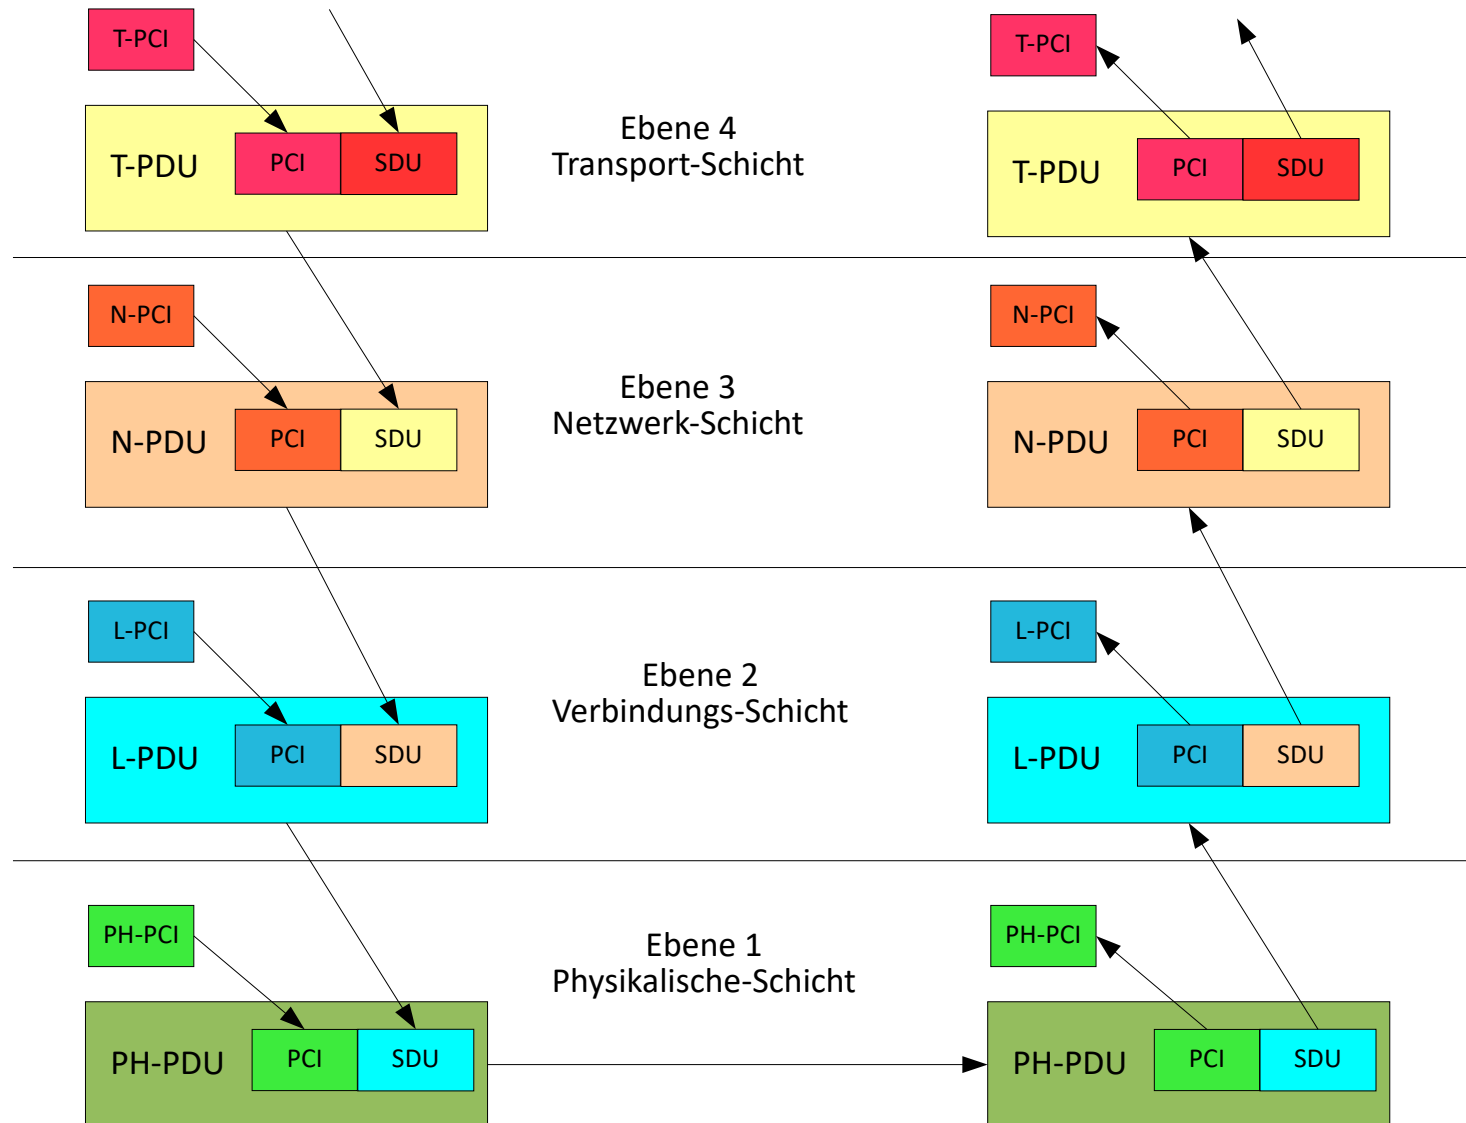 T-PCI
T-PCI
T-PDU
PCI
SDU
Ebene 4
Transport-Schicht
T-PDU
PCI
SDU
N-PCI
N-PCI
N-PDU
PCI
SDU
Ebene 3
Netzwerk-Schicht
N-PDU
PCI
SDU
L-PCI
L-PCI
L-PDU
PCI
SDU
Ebene 2
Verbindungs-Schicht
L-PDU
PCI
SDU
PH-PCI
PH-PCI
PH-PDU
PCI
SDU
Ebene 1
Physikalische-Schicht
PH-PDU
PCI
SDU